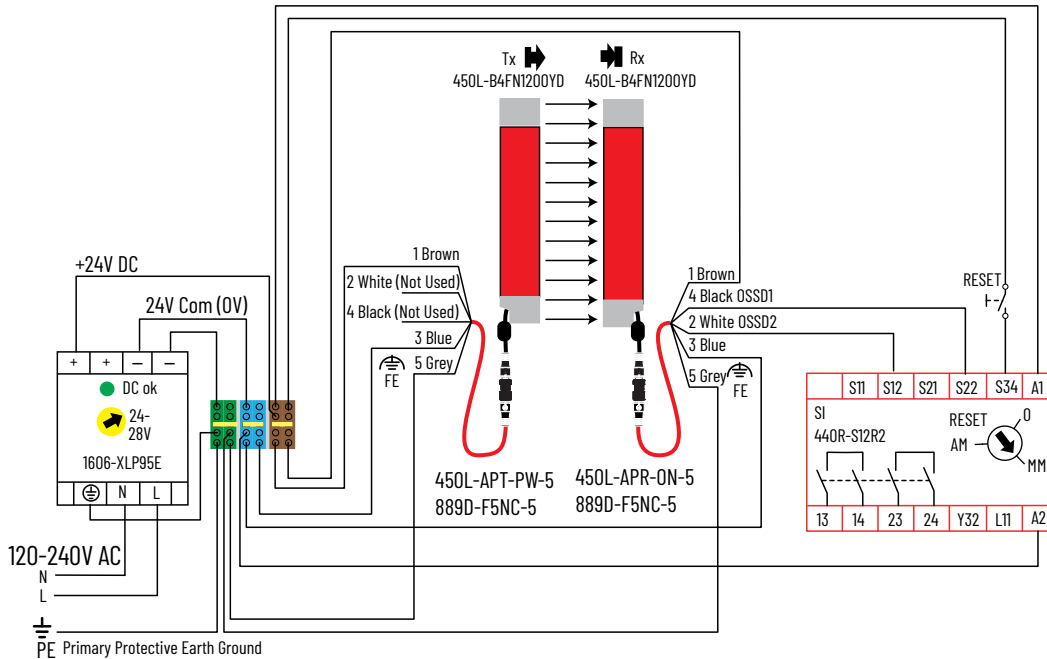 Tx
Rx
450L-B4FN1200YD
450L-B4FN1200YD
+24V DC
24V Com (0V)
1 Brown
2 White (Not Used)
4 Black (Not Used)
3 Blue
5 Grey
FE
1 Brown
4 Black OSSD1
2 White OSSD2
3 Blue
5 Grey
FE
RESET
+ + – –
DC ok
24-
28V
1606-XLP95E
N L
450L-APT-PW-5
889D-F5NC-5
450L-APR-ON-5
889D-F5NC-5
S11 S12 S21 S22 S34 A1
SI
440R-S12R2
RESET
0
AM
MM
13 14 23 24 Y32 L11 A2
120-240V AC
N
L
PE Primary Protective Earth Ground